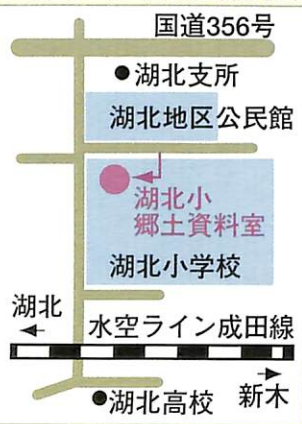 国道356号
湖北支所
湖北地区公民館
湖北小
郷土資料室
湖北小学校
湖北
水空ライン成田線
新木
湖北高校